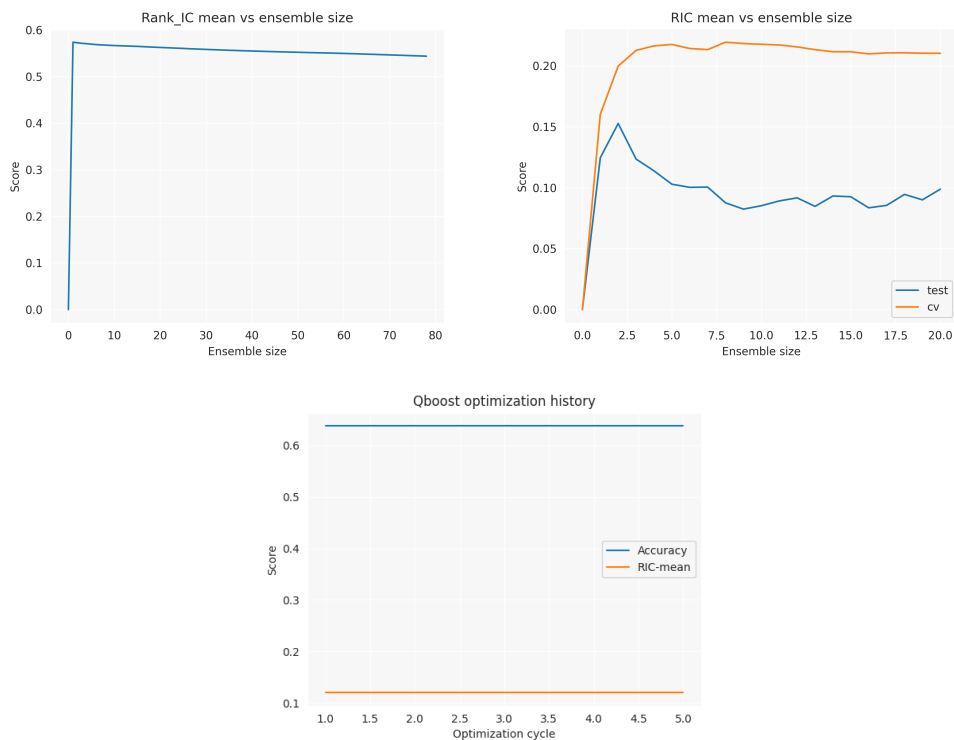 Rank_IC mean vs ensemble size
0.6
0.5
0.4
0.3
0.2
0.1
0.0
Score
0 10 20 30 40 50 60 70 80
Ensemble size
RIC mean vs ensemble size
0.20
0.15
0.10
0.05
0.00
Score
test
cv
0.0 2.5 5.0 7.5 10.0 12.5 15.0 17.5 20.0
Ensemble size
Qboost optimization history
0.6
0.5
0.4
0.3
0.2
0.1
Score
Accuracy
RIC-mean
1.0 1.5 2.0 2.5 3.0 3.5 4.0 4.5 5.0
Optimization cycle